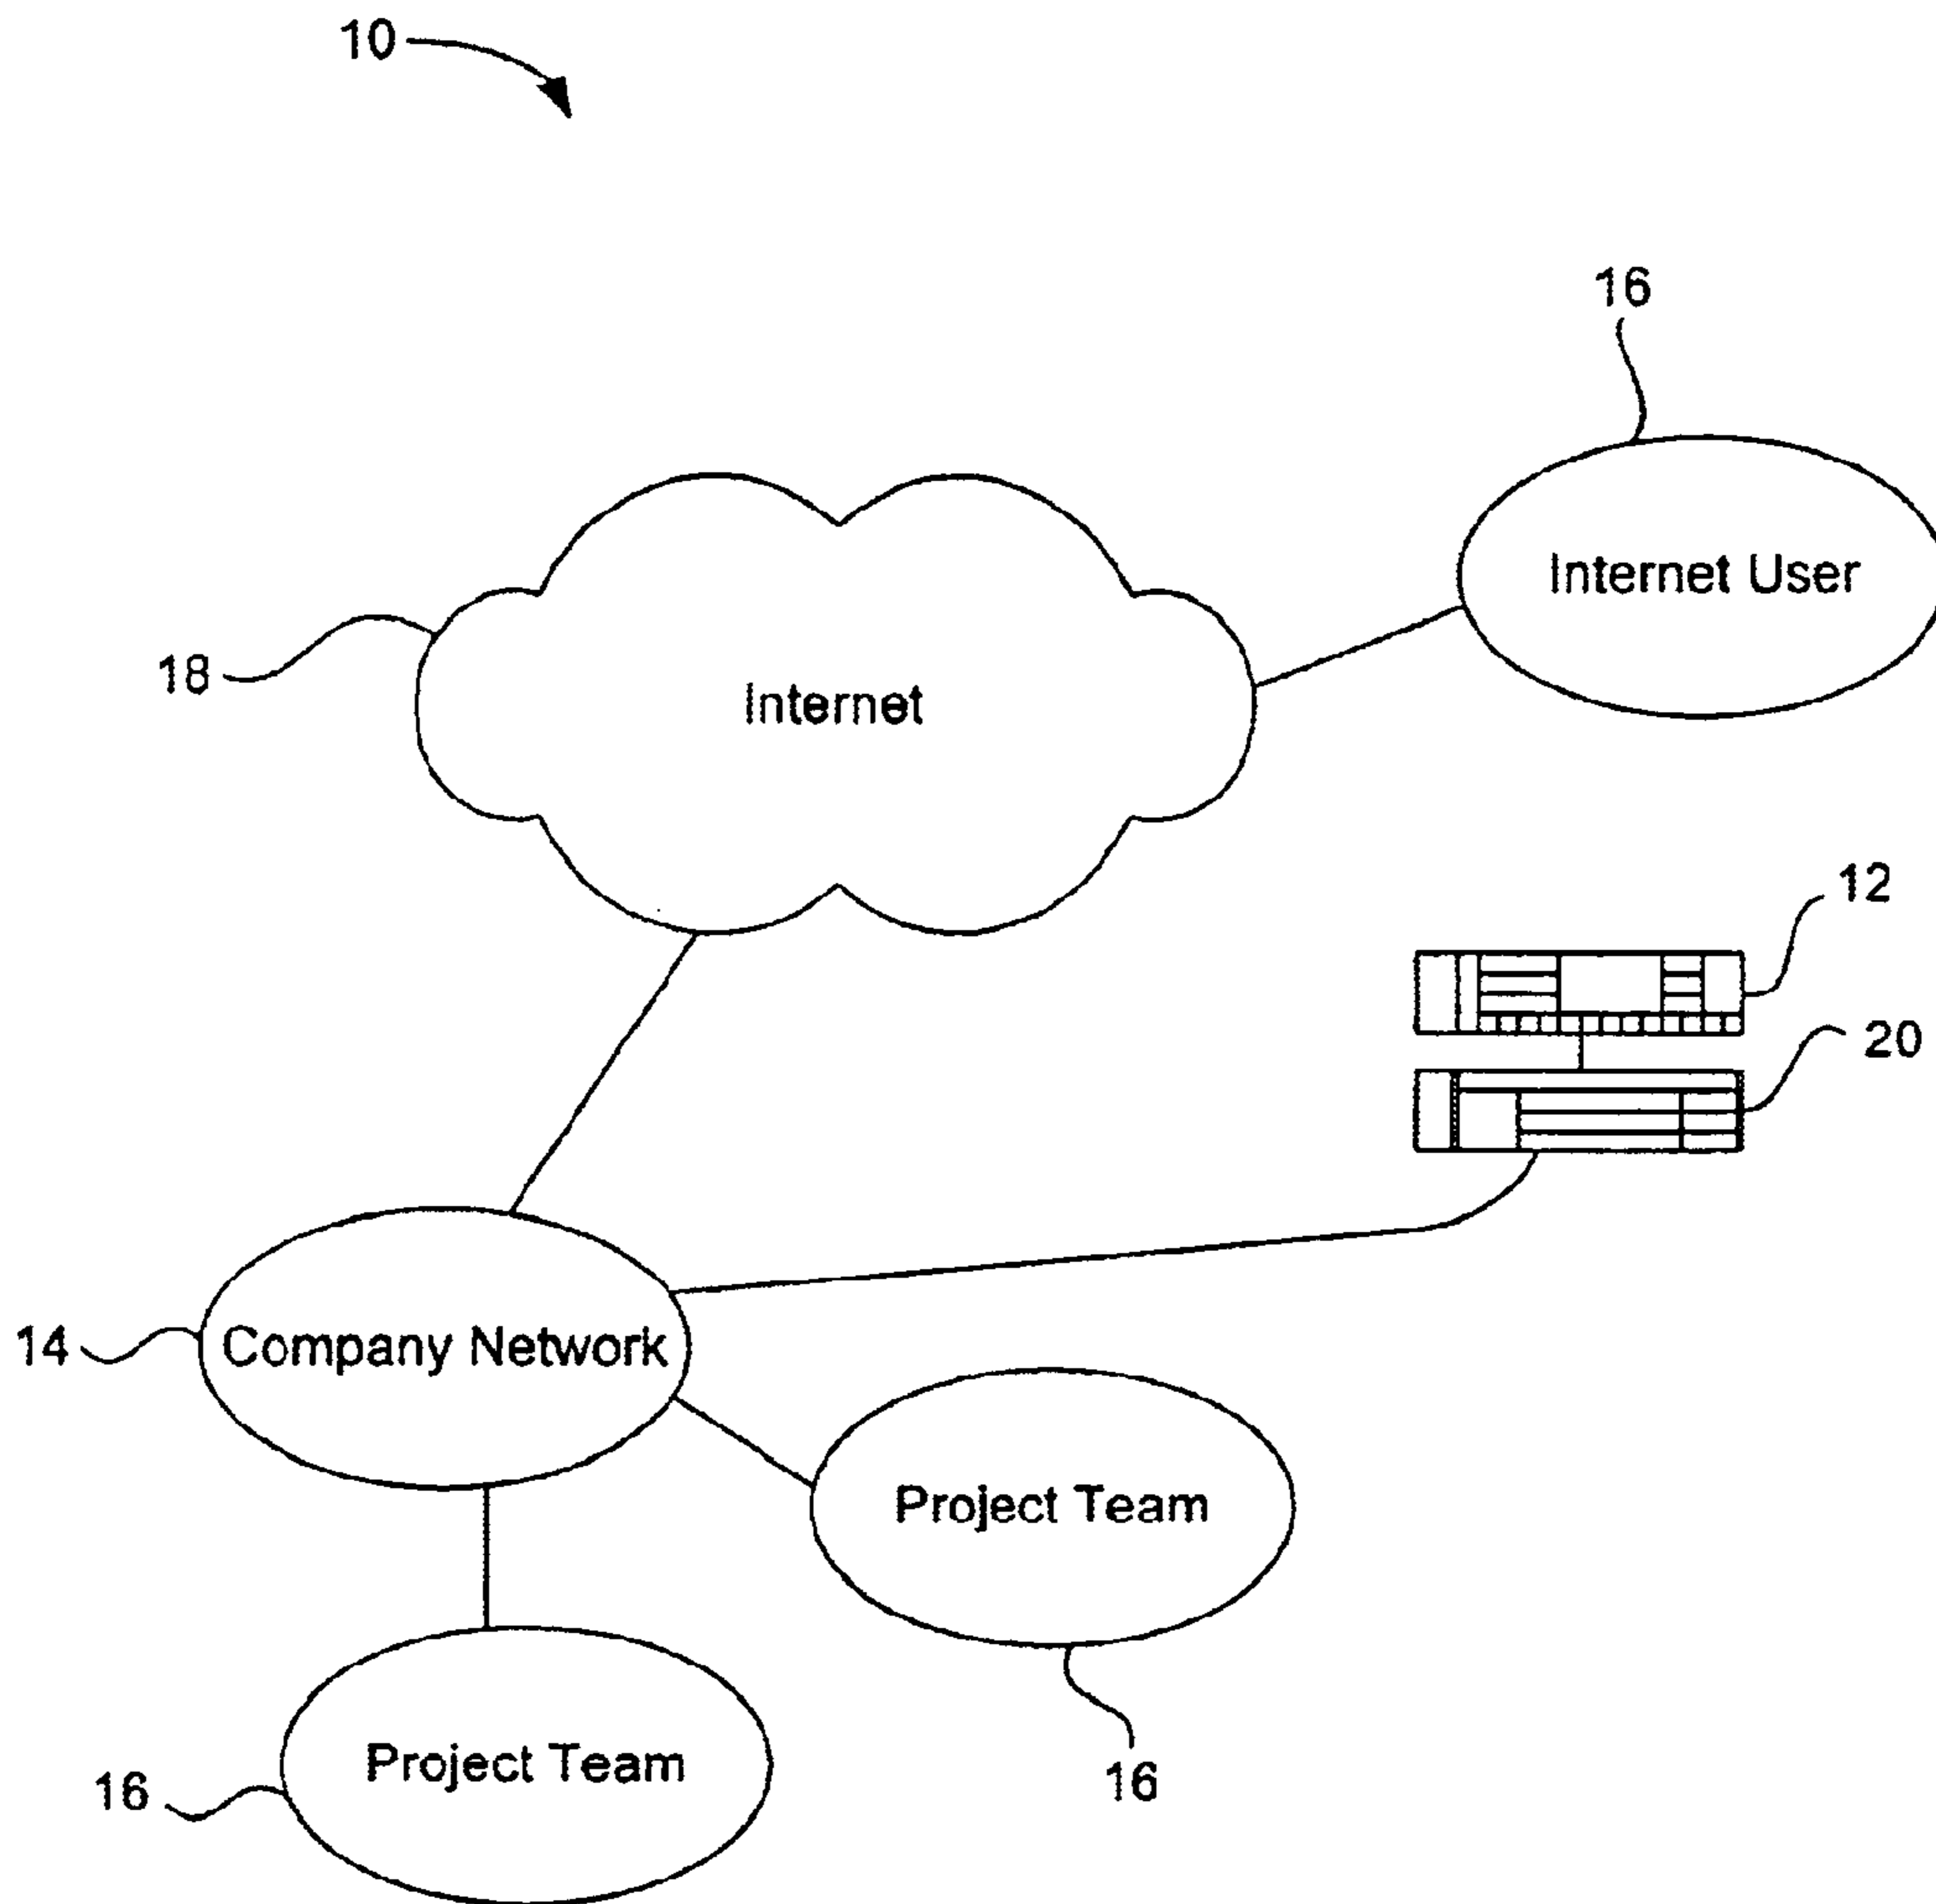 10
16
Internet User
18
Internet
12
20
14
Company Network
Project Team
Project Team
16
16